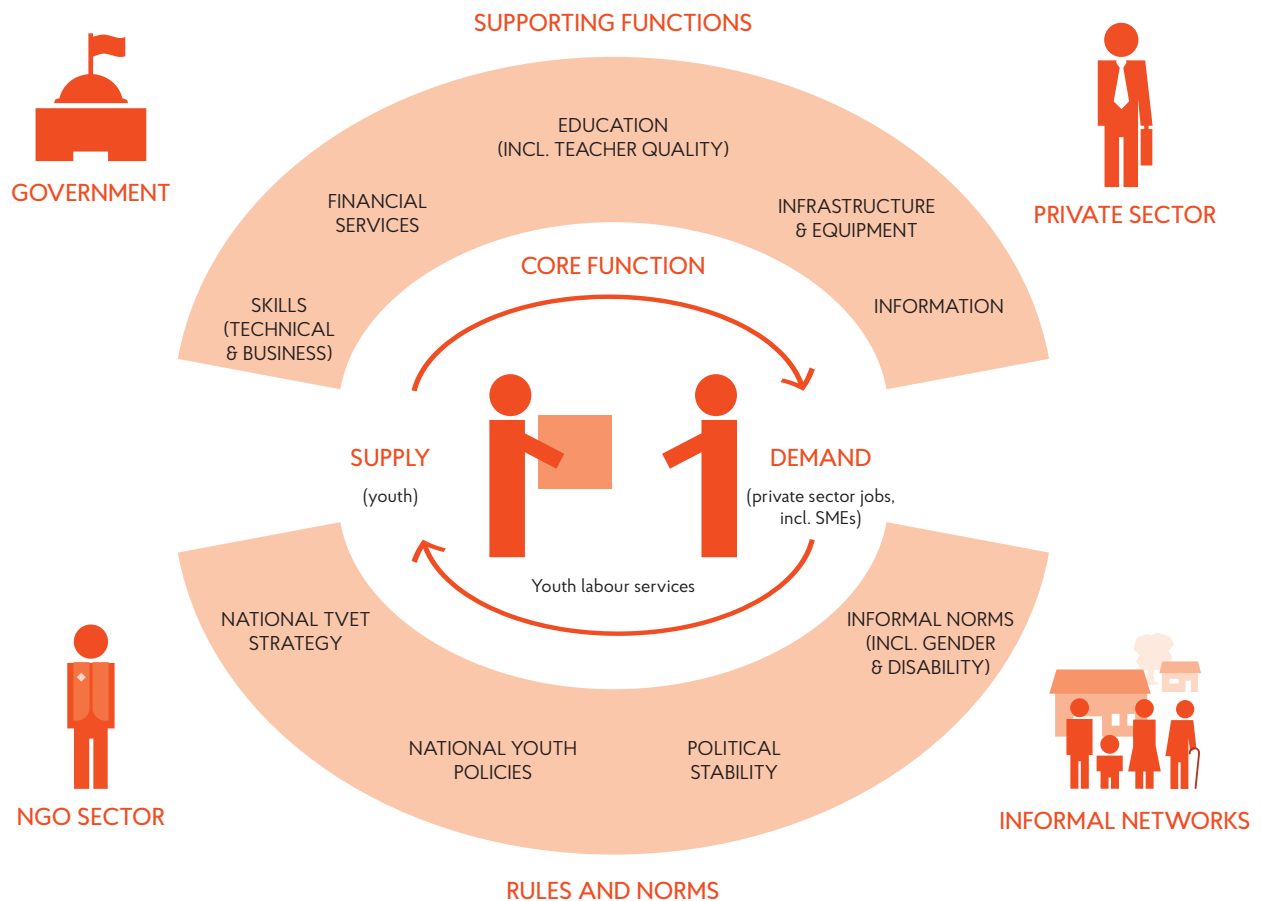 SUPPORTING FUNCTIONS
GOVERNMENT
PRIVATE SECTOR
EDUCATION
(INCL. TEACHER QUALITY)
FINANCIAL
SERVICES
INFRASTRUCTURE
& EQUIPMENT
SKILLS
(TECHNICAL
& BUSINESS)
INFORMATION
CORE FUNCTION
SUPPLY
(youth)
DEMAND
(private sector jobs,
incl. SMEs)
Youth labour services
NATIONAL TVET
STRATEGY
NATIONAL YOUTH
POLICIES
POLITICAL
STABILITY
INFORMAL NORMS
(INCL. GENDER
& DISABILITY)
NGO SECTOR
INFORMAL NETWORKS
RULES AND NORMS